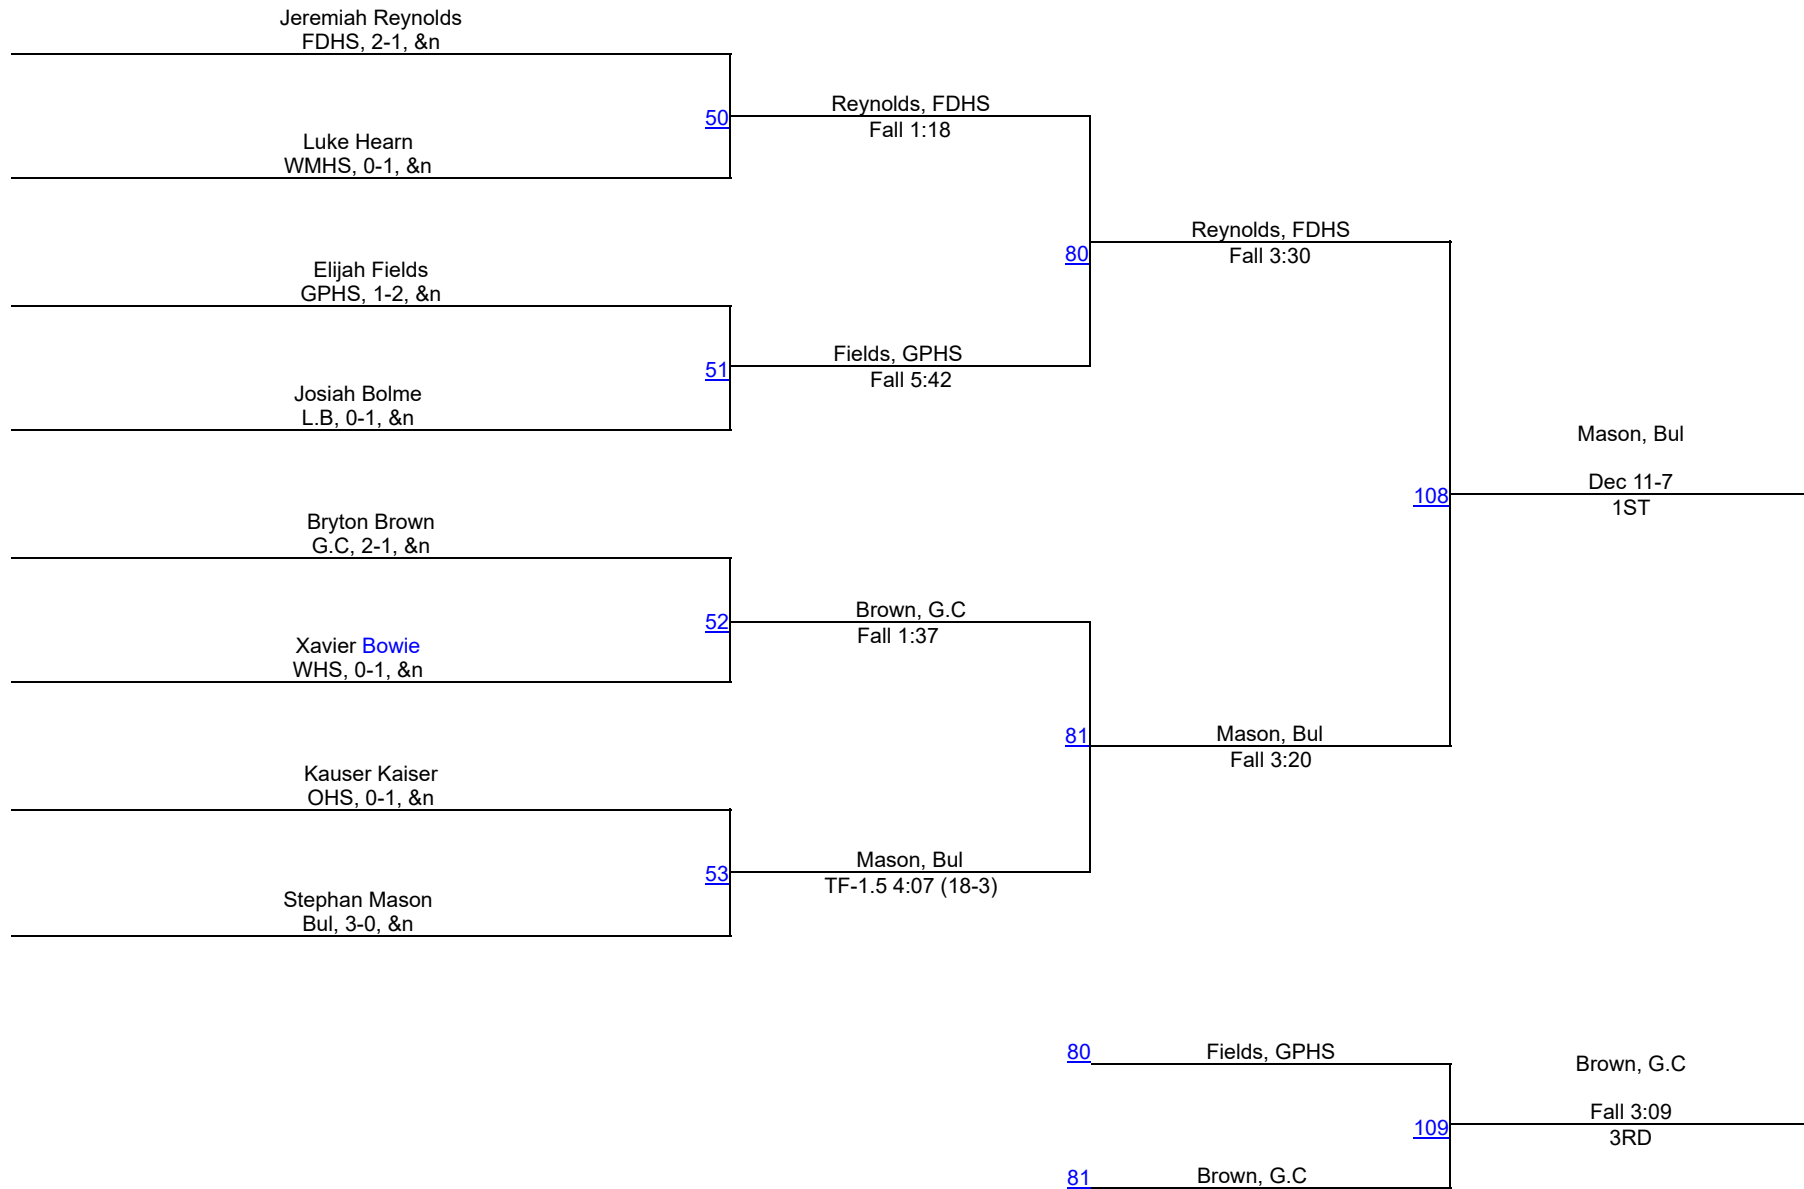 Jeremiah Reynolds
FDHS, 2-1, &n
50
Reynolds, FDHS
Fall 1:18
Luke Hearn
WMHS, 0-1, &n
80
Reynolds, FDHS
Fall 3:30
Elijah Fields
GPHS, 1-2, &n
51
Fields, GPHS
Fall 5:42
Josiah Bolme
L.B, 0-1, &n
108
Mason, Bul
Dec 11-7
1ST
Bryton Brown
G.C, 2-1, &n
52
Brown, G.C
Fall 1:37
Xavier Bowie
WHS, 0-1, &n
81
Mason, Bul
Fall 3:20
Kauser Kaiser
OHS, 0-1, &n
53
Mason, Bul
TF-1.5 4:07 (18-3)
Stephan Mason
Bul, 3-0, &n
80
Fields, GPHS
109
Brown, G.C
Fall 3:09
3RD
81
Brown, G.C